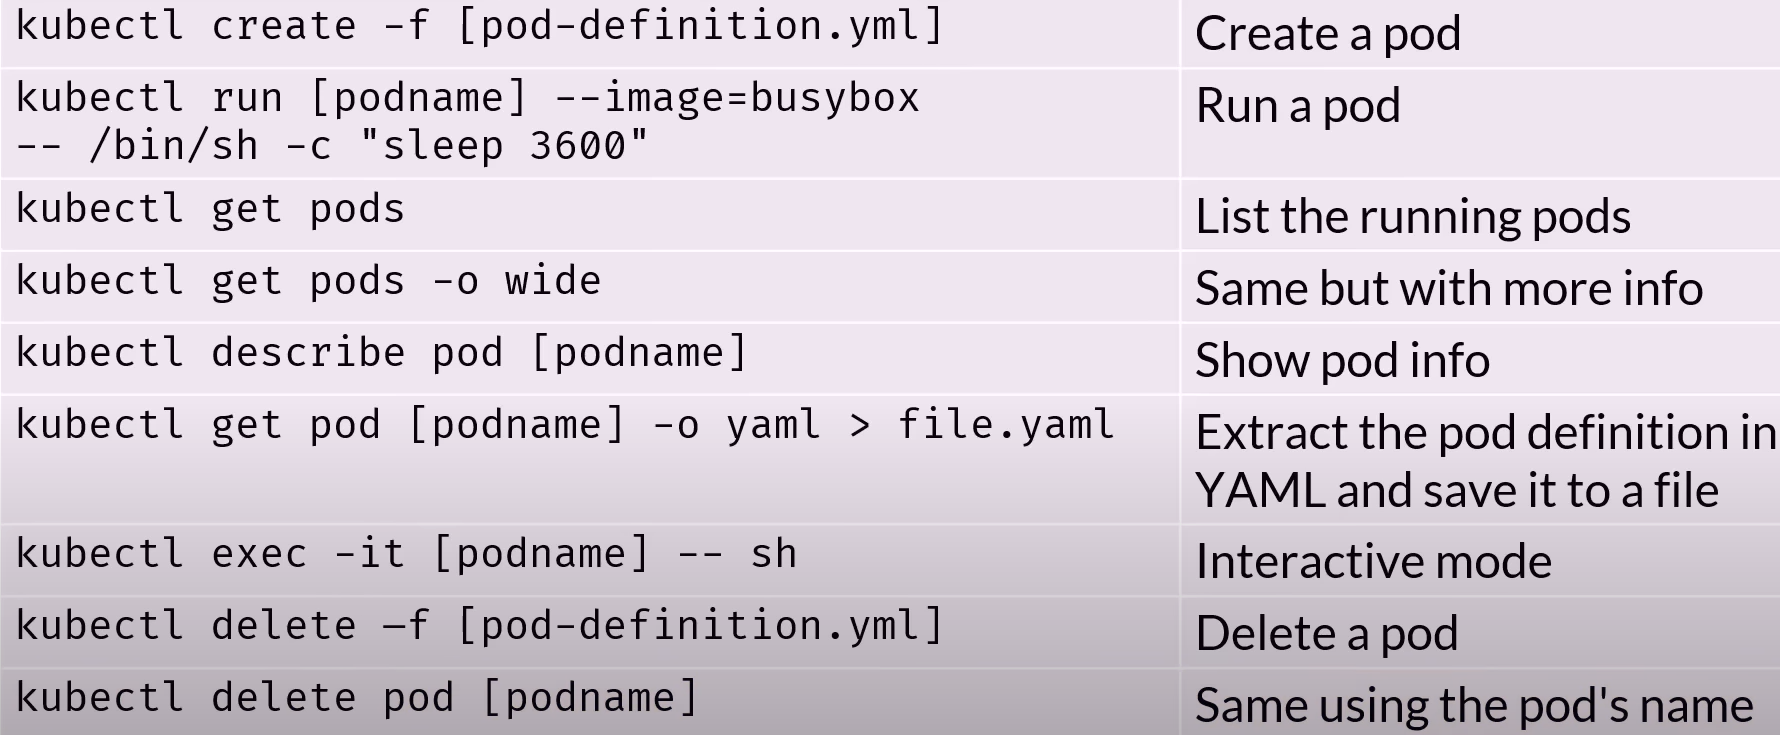 kubectl create -f [pod-definition.yml]
Create a pod
kubectl run [podname] --image=busybox
-- /bin/sh -c "sleep 3600"
Run a pod
kubectl get pods
List the running pods
kubectl get pods -o wide
Same but with more info
kubectl describe pod [podname]
Show pod info
kubectl get pod [podname] -o yaml > file.yaml
Extract the pod definition in
YAML and save it to a file
kubectl exec -it [podname] -- sh
Interactive mode
kubectl delete –f [pod-definition.yml]
Delete a pod
kubectl delete pod [podname]
Same using the pod's name